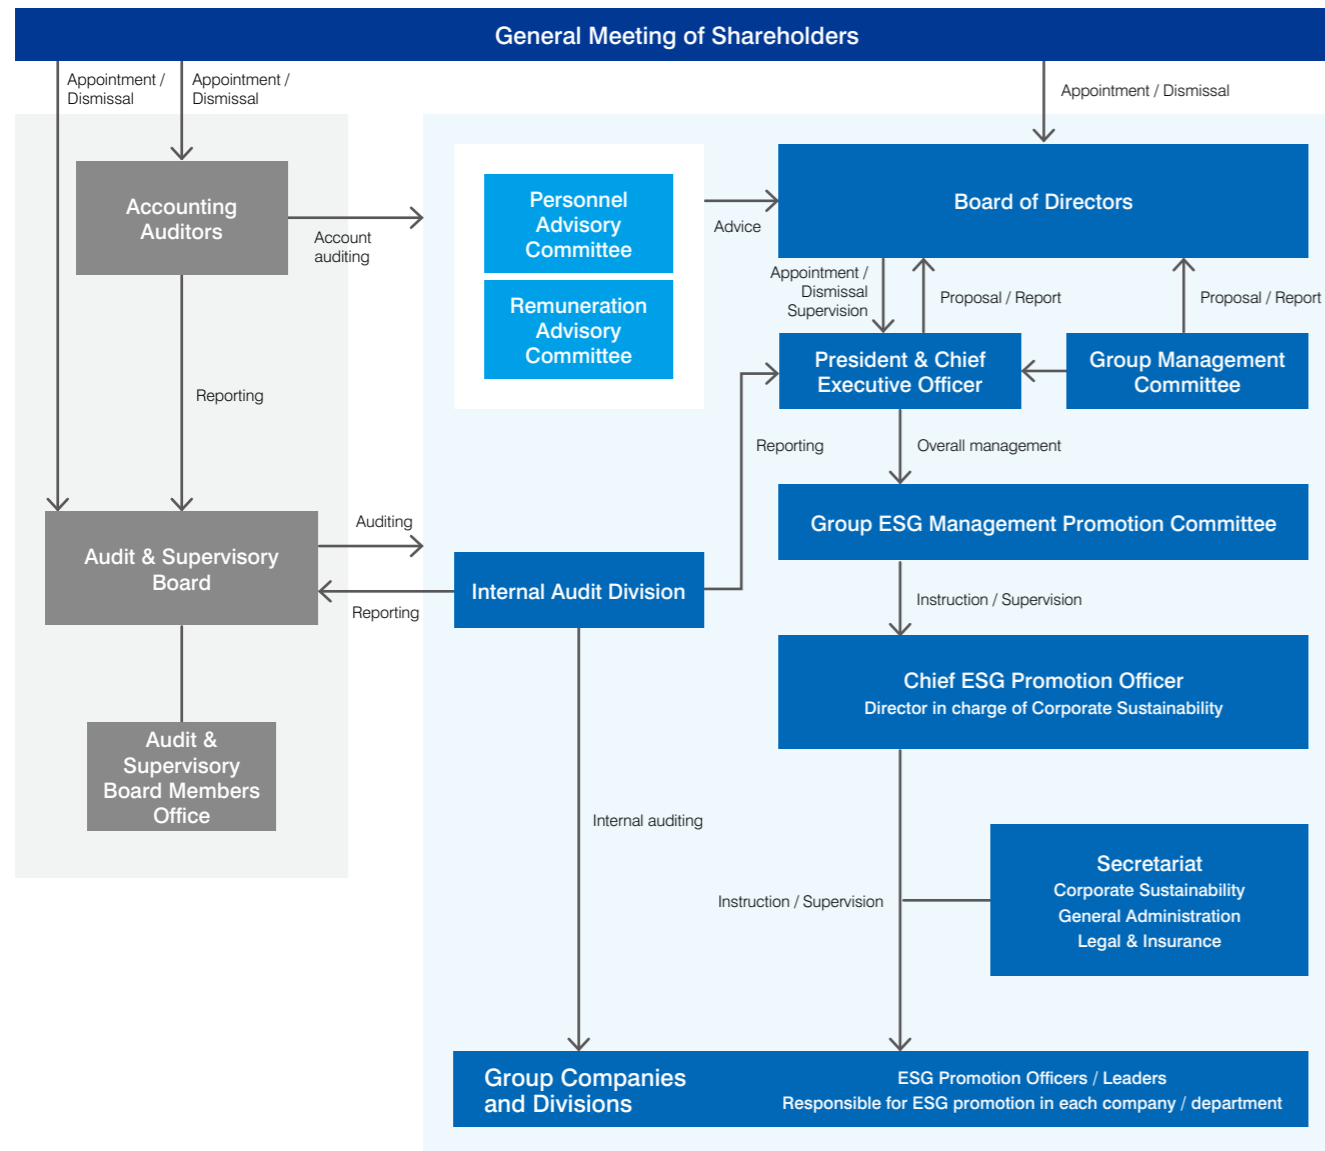 General Meeting of Shareholders
Appointment /
Dismissal
Appointment /
Dismissal
Appointment / Dismissal
Accounting
Auditors
Account
auditing
Personnel
Advisory
Committee
Remuneration
Advisory
Committee
Advice
Board of Directors
Appointment /
Dismissal
Supervision
Proposal / Report
Proposal / Report
President & Chief
Executive Officer
Group Management
Committee
Reporting
Reporting
Overall management
Group ESG Management Promotion Committee
Audit & Supervisory
Board
Auditing
Reporting
Internal Audit Division
Instruction / Supervision
Chief ESG Promotion Officer
Director in charge of Corporate Sustainability
Audit &
Supervisory
Board Members
Office
Internal auditing
Instruction / Supervision
Secretariat
Corporate Sustainability
General Administration
Legal & Insurance
Group Companies
and Divisions
ESG Promotion Officers / Leaders
Responsible for ESG promotion in each company / department